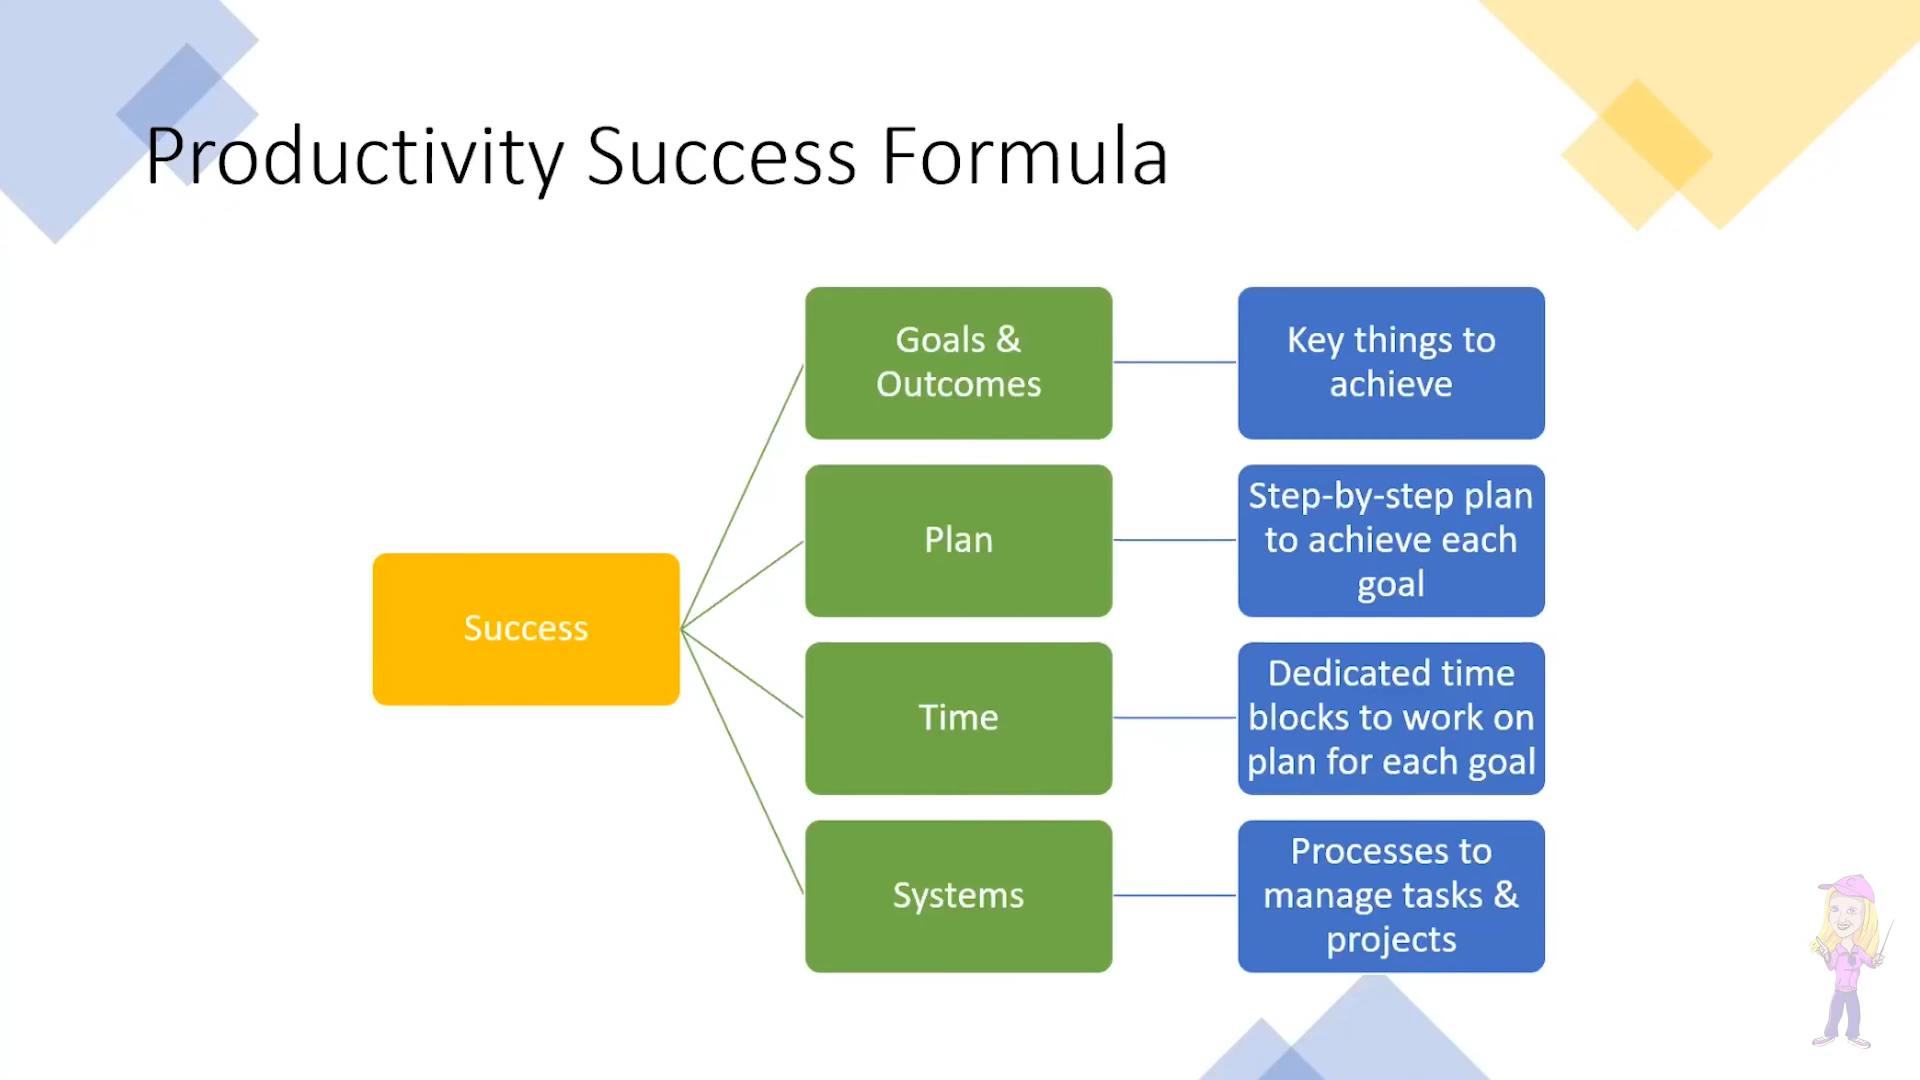 Productivity Success Formula
Success
Goals &
Outcomes
Key things to
achieve
Plan
Step-by-step plan
to achieve each
goal
Time
Dedicated time
blocks to work on
plan for each goal
Systems
Processes to
manage tasks &
projects